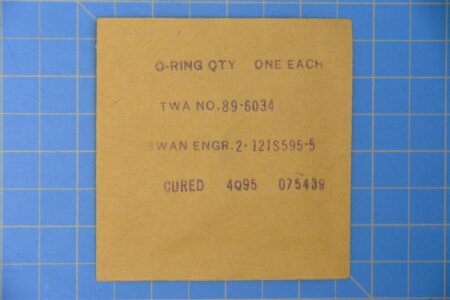 O-RING QTY ONE EACH
TWA NO. 89-6034
SWAN ENGR. 2-121S595-5
CURED 4Q95 075439